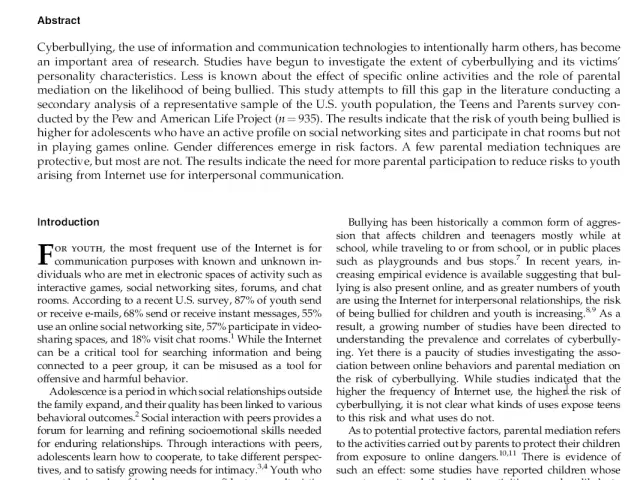 Abstract
Cyberbullying, the use of information and communication technologies to intentionally harm others, has become
an important area of research. Studies have begun to investigate the extent of cyberbullying and its victims'
personality characteristics. Less is known about the effect of specific online activities and the role of parental
mediation on the likelihood of being bullied. This study attempts to fill this gap in the literature conducting a
secondary analysis of a representative sample of the U.S. youth population, the Teens and Parents survey con-
ducted by the Pew and American Life Project (n = 935). The results indicate that the risk of youth being bullied is
higher for adolescents who have an active profile on social networking sites and participate in chat rooms but not
in playing games online. Gender differences emerge in risk factors. A few parental mediation techniques are
protective, but most are not. The results indicate the need for more parental participation to reduce risks to youth
arising from Internet use for interpersonal communication.
Introduction
For youth, the most frequent use of the Internet is for
communication purposes with known and unknown in-
dividuals who are met in electronic spaces of activity such as
interactive games, social networking sites, forums, and chat
rooms. According to a recent U.S. survey, 87% of youth send
or receive e-mails, 68% send or receive instant messages, 55%
use an online social networking site, 57% participate in video-
sharing spaces, and 18% visit chat rooms.1 While the Internet
can be a critical tool for searching information and being
connected to a peer group, it can be misused as a tool for
offensive and harmful behavior.
Adolescence is a period in which social relationships outside
the family expand, and their quality has been linked to various
behavioral outcomes.2 Social interaction with peers provides a
forum for learning and refining socioemotional skills needed
for enduring relationships. Through interactions with peers,
adolescents learn how to cooperate, to take different perspec-
tives, and to satisfy growing needs for intimacy.3,4 Youth who
Bullying has been historically a common form of aggres-
sion that affects children and teenagers mostly while at
school, while traveling to or from school, or in public places
such as playgrounds and bus stops.7 In recent years, in-
creasing empirical evidence is available suggesting that bul-
lying is also present online, and as greater numbers of youth
are using the Internet for interpersonal relationships, the risk
of being bullied for children and youth is increasing.8,9 As a
result, a growing number of studies have been directed to
understanding the prevalence and correlates of cyberbully-
ing. Yet there is a paucity of studies investigating the asso-
ciation between online behaviors and parental mediation on
the risk of cyberbullying. While studies indicated that the
higher the frequency of Internet use, the higher the risk of
cyberbullying, it is not clear what kinds of uses expose teens
to this risk and what uses do not.
As to potential protective factors, parental mediation refers
to the activities carried out by parents to protect their children
from exposure to online dangers.10,11 There is evidence of
such an effect: some studies have reported children whose